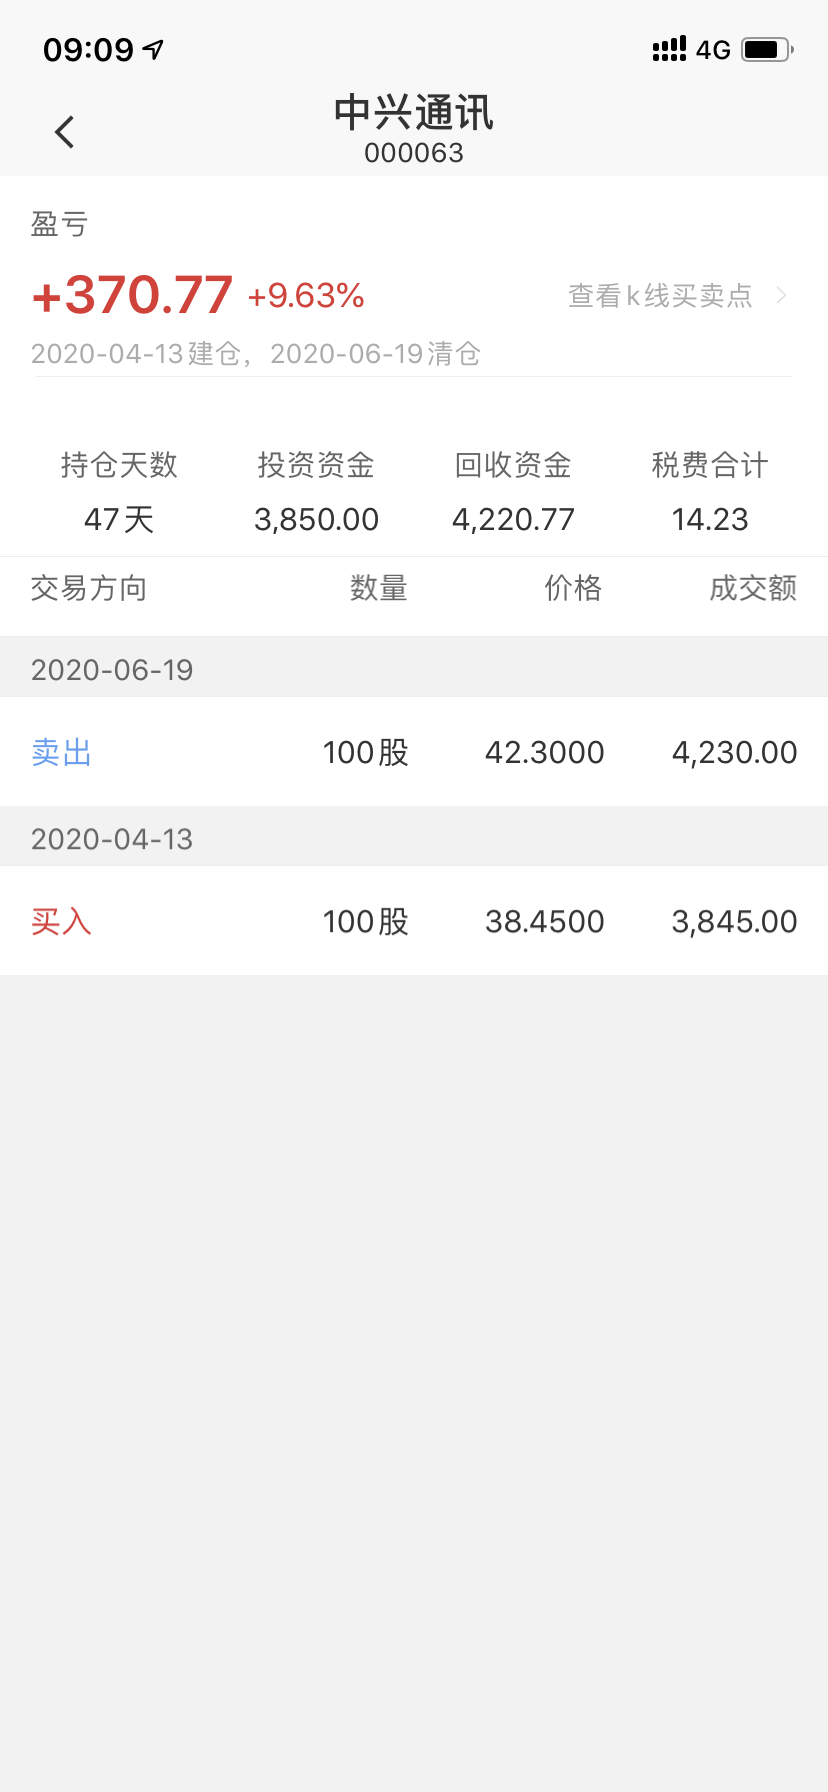 09:09 4G
中兴通讯
000063
盈亏
+370.77 +9.63% 查看k线买卖点
2020-04-13建仓，2020-06-19清仓
持仓天数 投资资金 回收资金 税费合计
47天 3,850.00 4,220.77 14.23
交易方向 数量 价格 成交额
2020-06-19
卖出 100股 42.3000 4,230.00
2020-04-13
买入 100股 38.4500 3,845.00